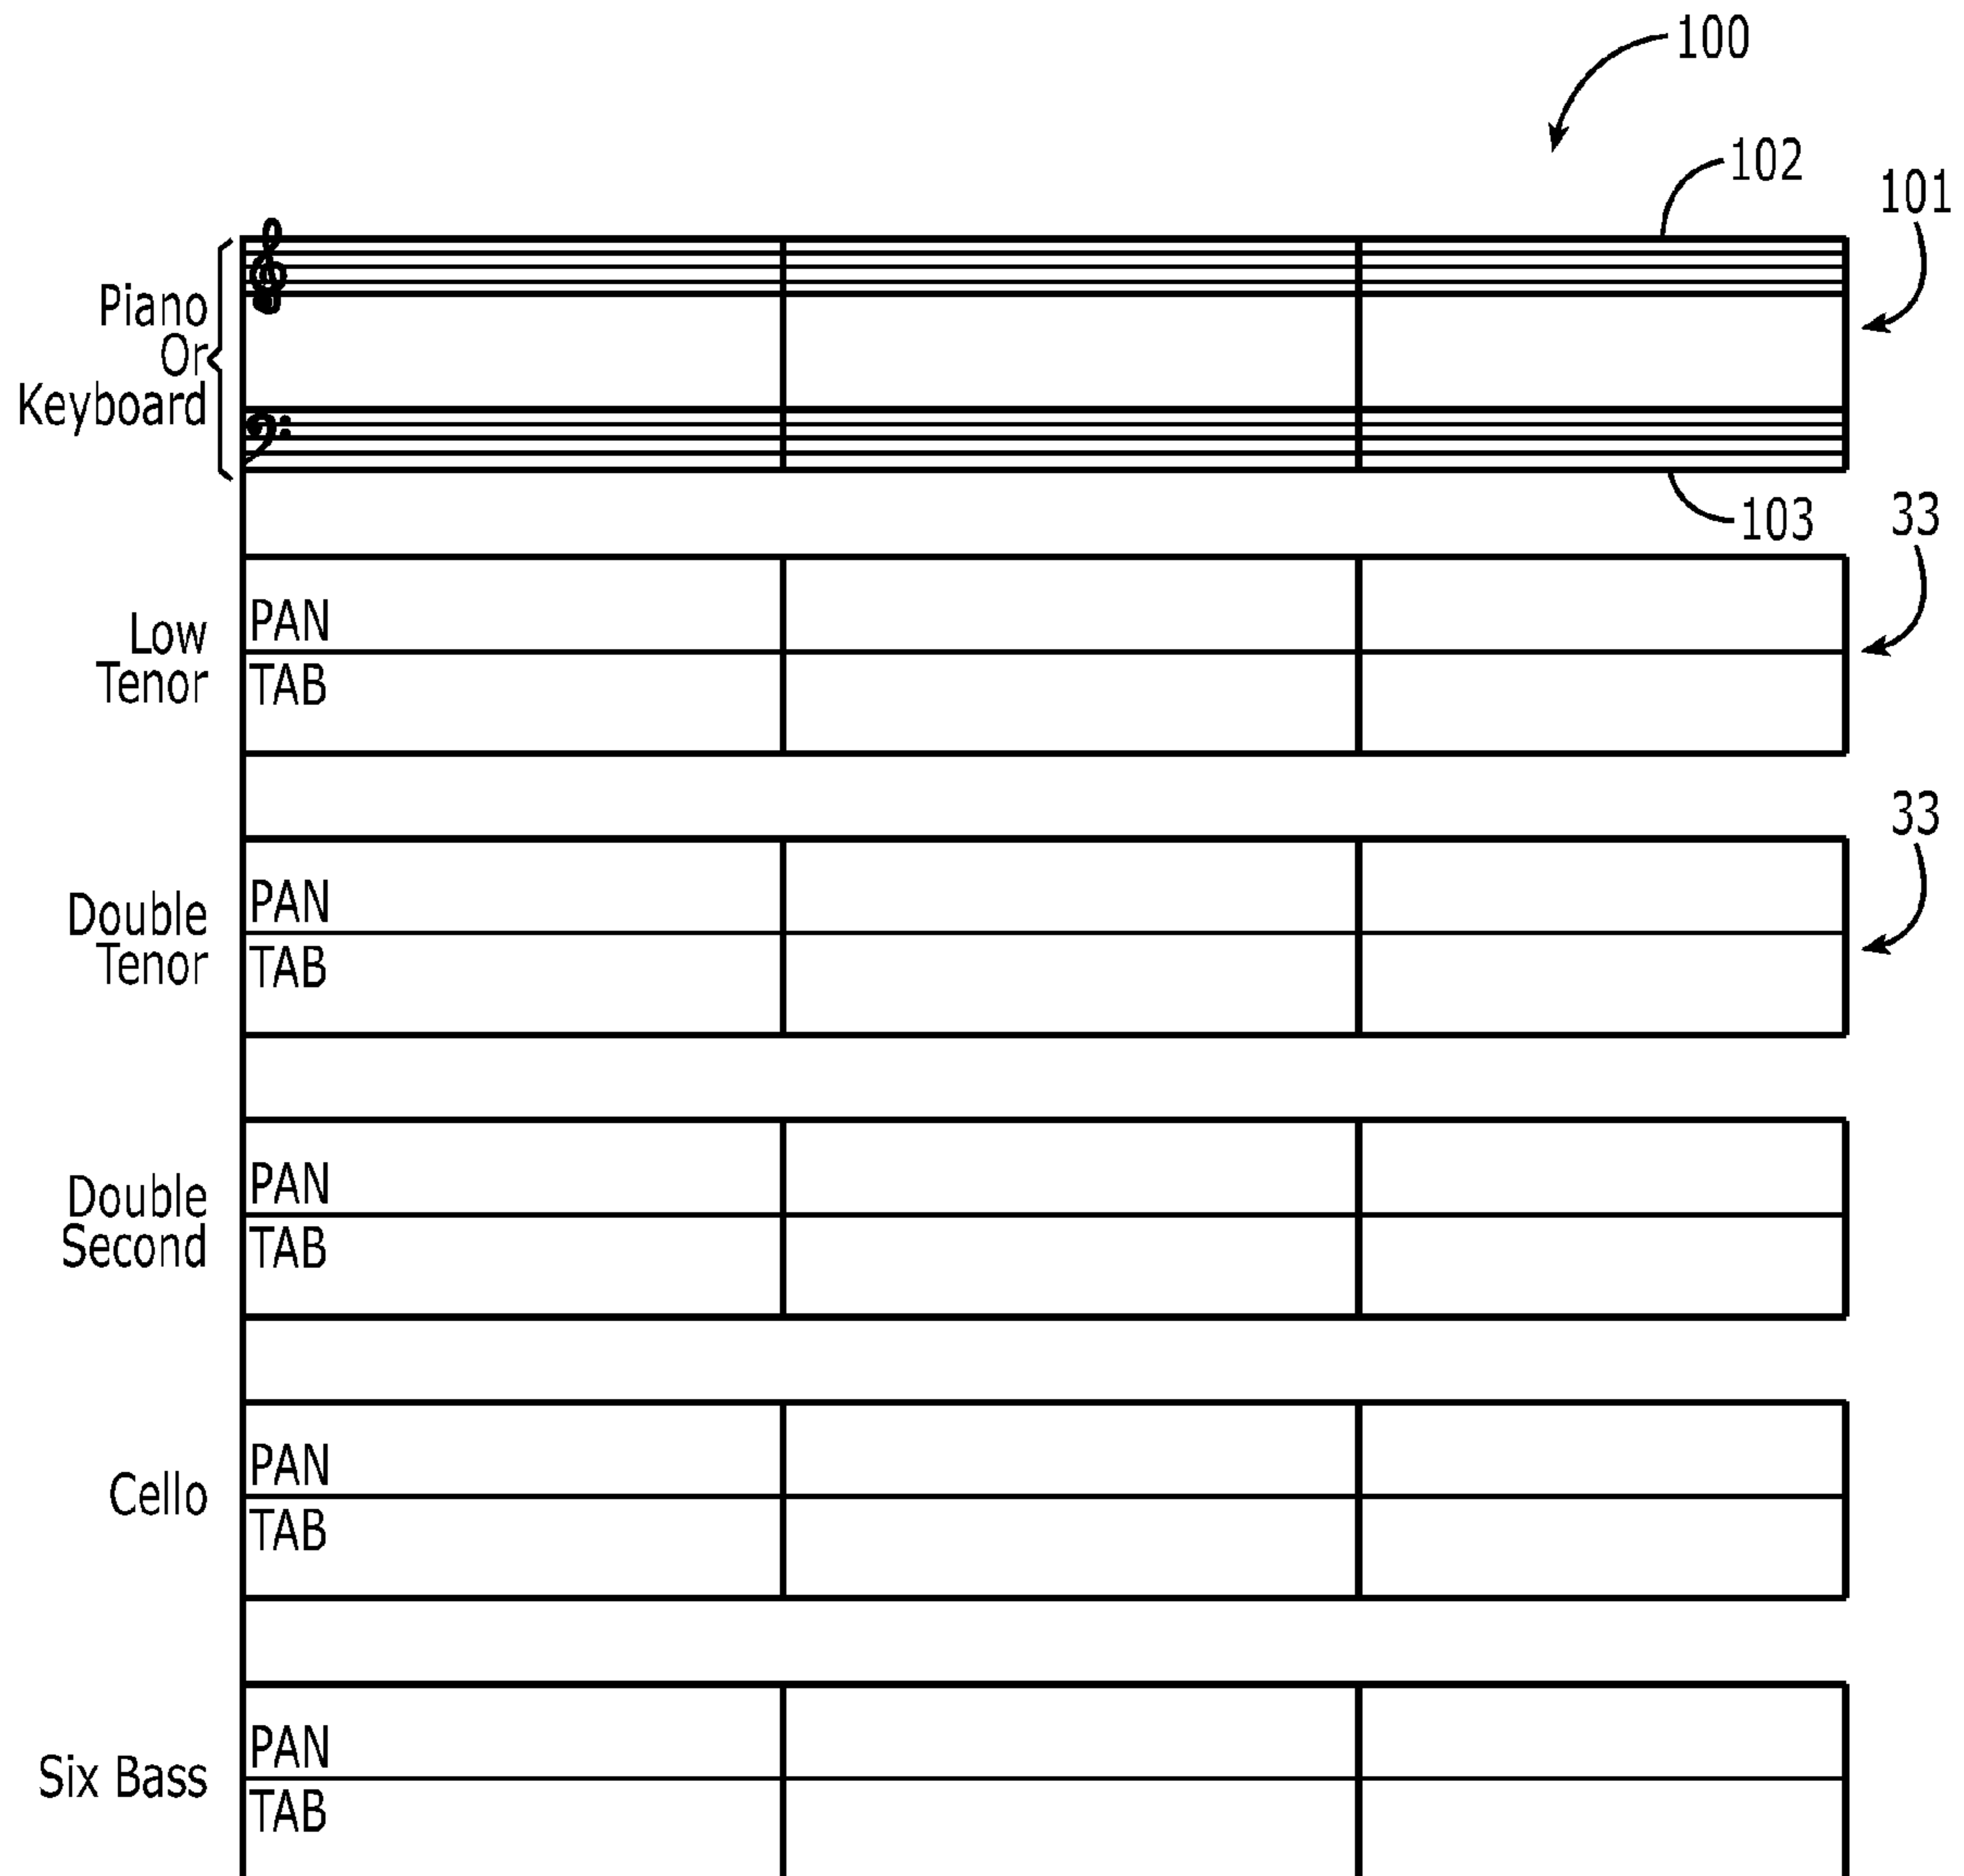 100
102
101
Piano
Or
Keyboard
103
33
Low
Tenor
PAN
TAB
33
Double
Tenor
PAN
TAB
Double
Second
PAN
TAB
Cello
PAN
TAB
Six Bass
PAN
TAB